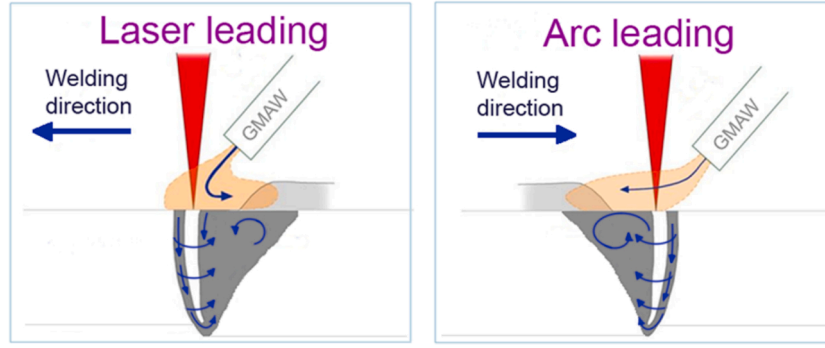 Laser leading
Welding
direction
GMAW
Arc leading
Welding
direction
GMAW